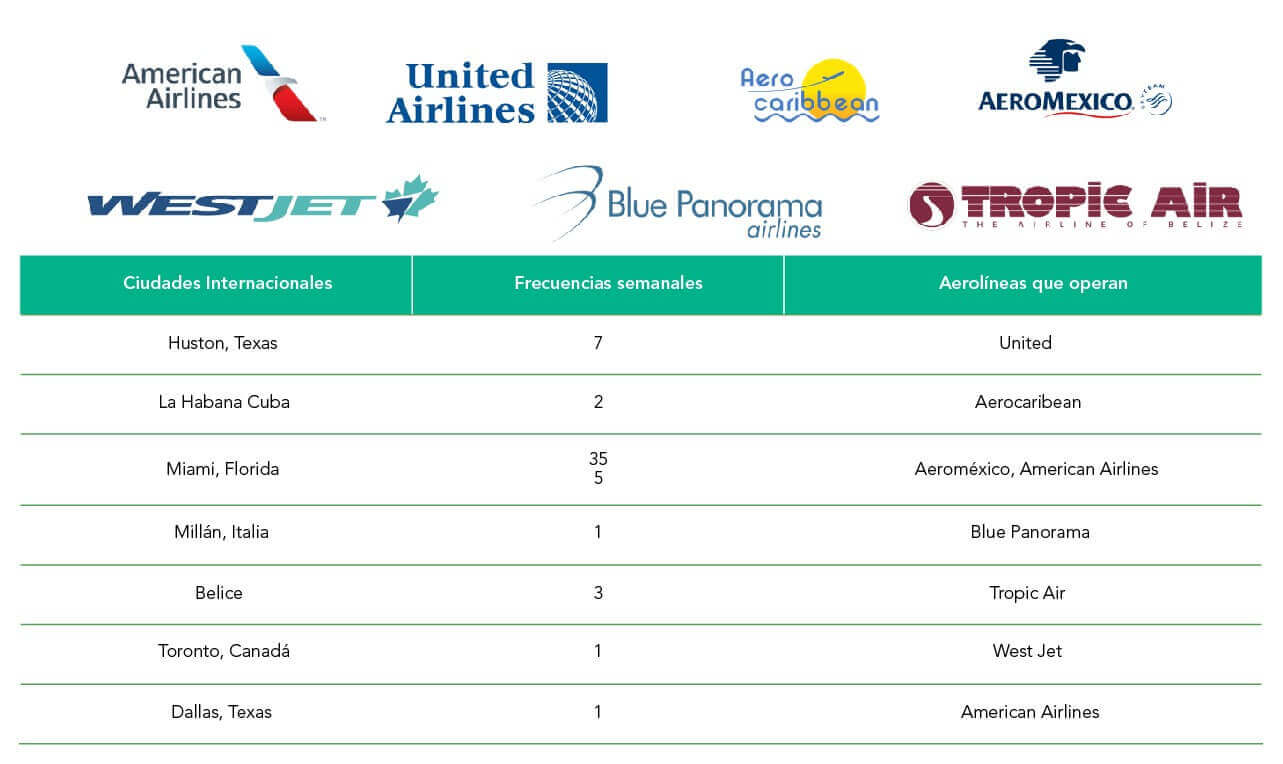 American
Airlines
United
Airlines
Aero
caribbean
AEROMEXICO
WESTJET
Blue Panorama
airlines
TROPIC AIR
THE AIRLINE OF BELIZE
Ciudades Internacionales Frecuencias semanales Aerolíneas que operan
Huston, Texas 7 United
La Habana Cuba 2 Aerocaribean
Miami, Florida 35 Aeroméxico, American Airlines
5
Millán, Italia 1 Blue Panorama
Belice 3 Tropic Air
Toronto, Canadá 1 West Jet
Dallas, Texas 1 American Airlines